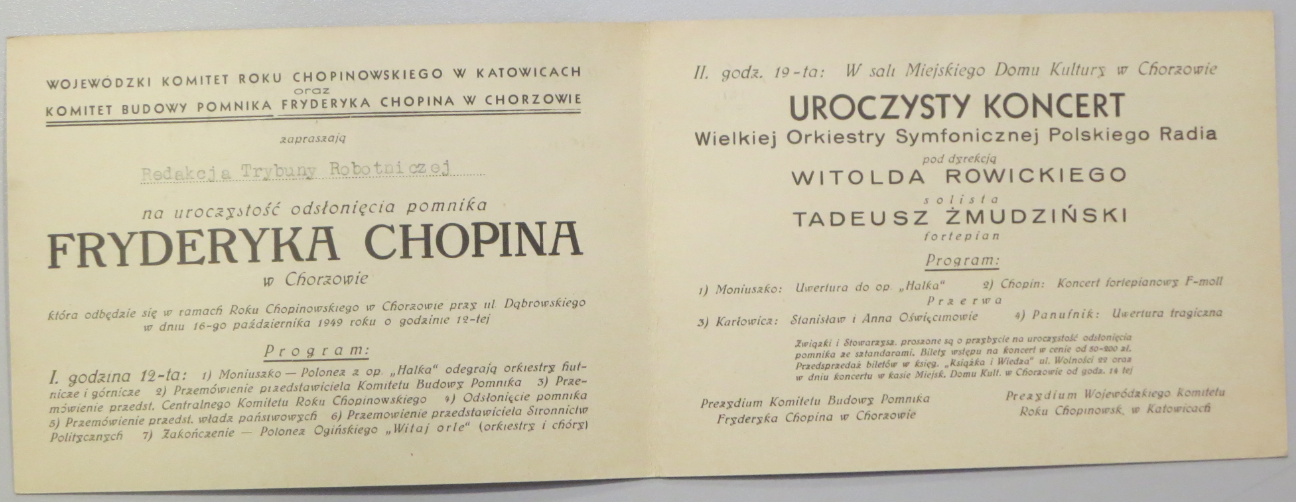 WOJEWÓDZKI KOMITET ROKU CHOPINOWSKIEGO W KATOWICACH
oraz
KOMITET BUDOWY POMNIKA FRYDERYKA CHOPINA W CHORZOWIE
zapraszają
Redakcja Trybuny Robotniczej
na uroczystość odsłonięcia pomnika
FRYDERYKA CHOPINA
w Chorzowie
która odbędzie się w ramach Roku Chopinowskiego w Chorzowie przy ul. Dąbrowskiego
w dniu 16-go października 1949 roku o godzinie 12-tej
Program:
I. godzina 12-ta: 1) Moniuszko — Polonez z op. „Halka" odegrają orkiestry hut-
nicze i górnicze 2) Przemówienie przedstawiciela Komitetu Budowy Pomnika 3) Prze-
mówienie przedst. Centralnego Komitetu Roku Chopinowskiego 4) Odsłonięcie pomnika
5) Przemówienie przedst. władz państwowych 6) Przemowienie przedstawiciela Stronnictw
Politycznych 7) Zakończenie — Polonez Ogińskiego „Witaj orle" (orkiestry i chóry)
II. godz. 19-ta: W sali Miejskiego Domu Kultury w Chorzowie
UROCZYSTY KONCERT
Wielkiej Orkiestry Symfonicznej Polskiego Radia
pod dyrekcją
WITOLDA ROWICKIEGO
solista
TADEUSZ ŻMUDZIŃSKI
fortepian
Program:
1) Moniuszko: Uwertura do op. „Halka" 2) Chopin: Koncert fortepianowy F-moll
Przerwa
3) Karłowicz: Stanisław i Anna Oświęcimowie 4) Panufnik: Uwertura tragiczna
Związki i Stowarzysz. proszone są o przybycie na uroczystość odsłonięcia
pomnika ze sztandarami. Bilety wstępu na koncert w cenie od 50-200 zł.
Przedsprzedaż biletów w księg. „Książka i Wiedza" ul. Wolności 22 oraz
w dniu koncertu w kasie Miejsk. Domu Kult. w Chorzowie od godz. 14 tej
Prezydium Komitetu Budowy Pomnika
Fryderyka Chopina w Chorzowie
Prezydium Wojewódzkiego Komitetu
Roku Chopinowsk. w Katowicach